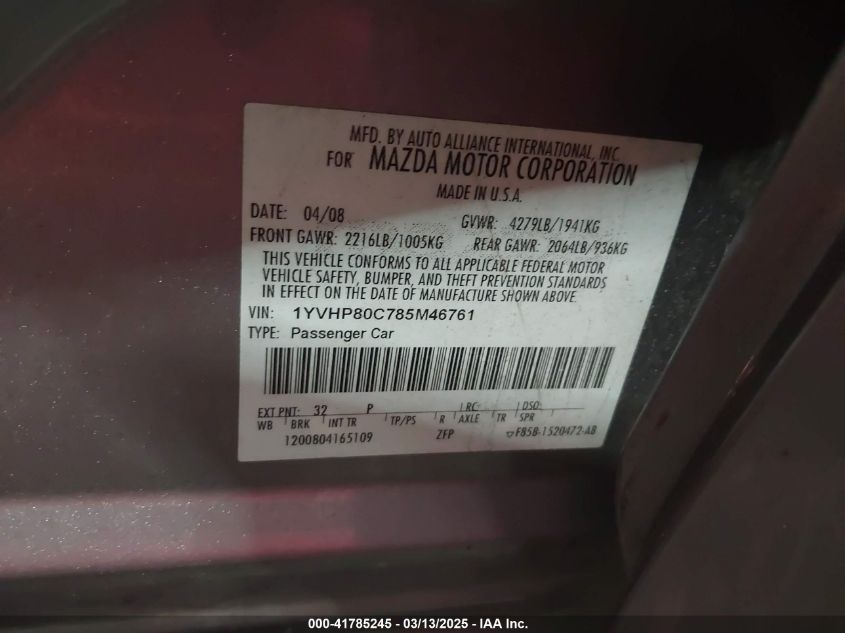 MFD. BY AUTO ALLIANCE INTERNATIONAL, INC.
FOR MAZDA MOTOR CORPORATION
MADE IN U.S.A.
DATE: 04/08 GVWR: 4279LB/1941KG
FRONT GAWR: 2216LB/1005KG REAR GAWR: 2064LB/936KG
THIS VEHICLE CONFORMS TO ALL APPLICABLE FEDERAL MOTOR
VEHICLE SAFETY, BUMPER, AND THEFT PREVENTION STANDARDS
IN EFFECT ON THE DATE OF MANUFACTURE SHOWN ABOVE.
VIN: 1YVHP80C785M46761
TYPE: Passenger Car
EXT PNT: 32 P RC: DSO:
WB BRK INT TR TP/PS R AXLE TR SPR
1200804165109 ZFP F85B-1520472-AB
000-41785245 - 03/13/2025 - IAA Inc.